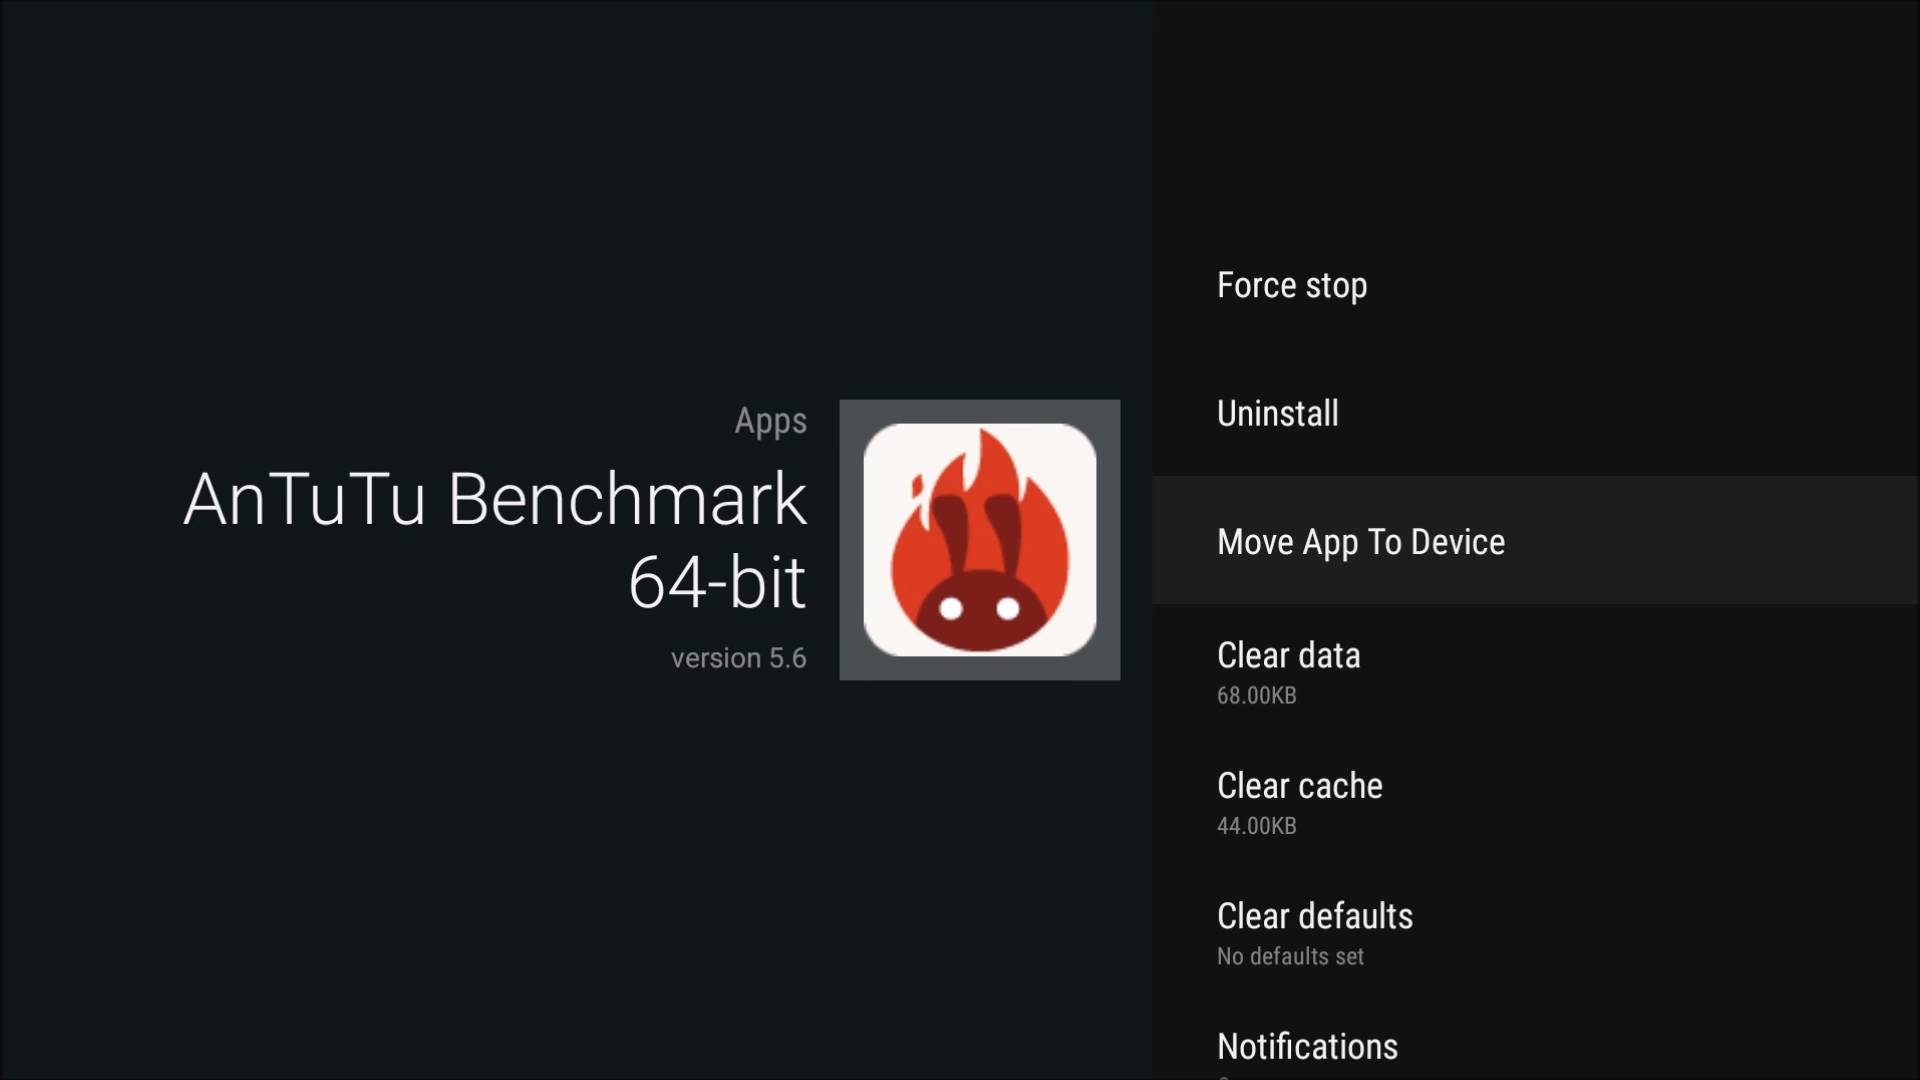 Apps
AnTuTu Benchmark
64-bit
version 5.6
Force stop
Uninstall
Move App To Device
Clear data
68.00KB
Clear cache
44.00KB
Clear defaults
No defaults set
Notifications